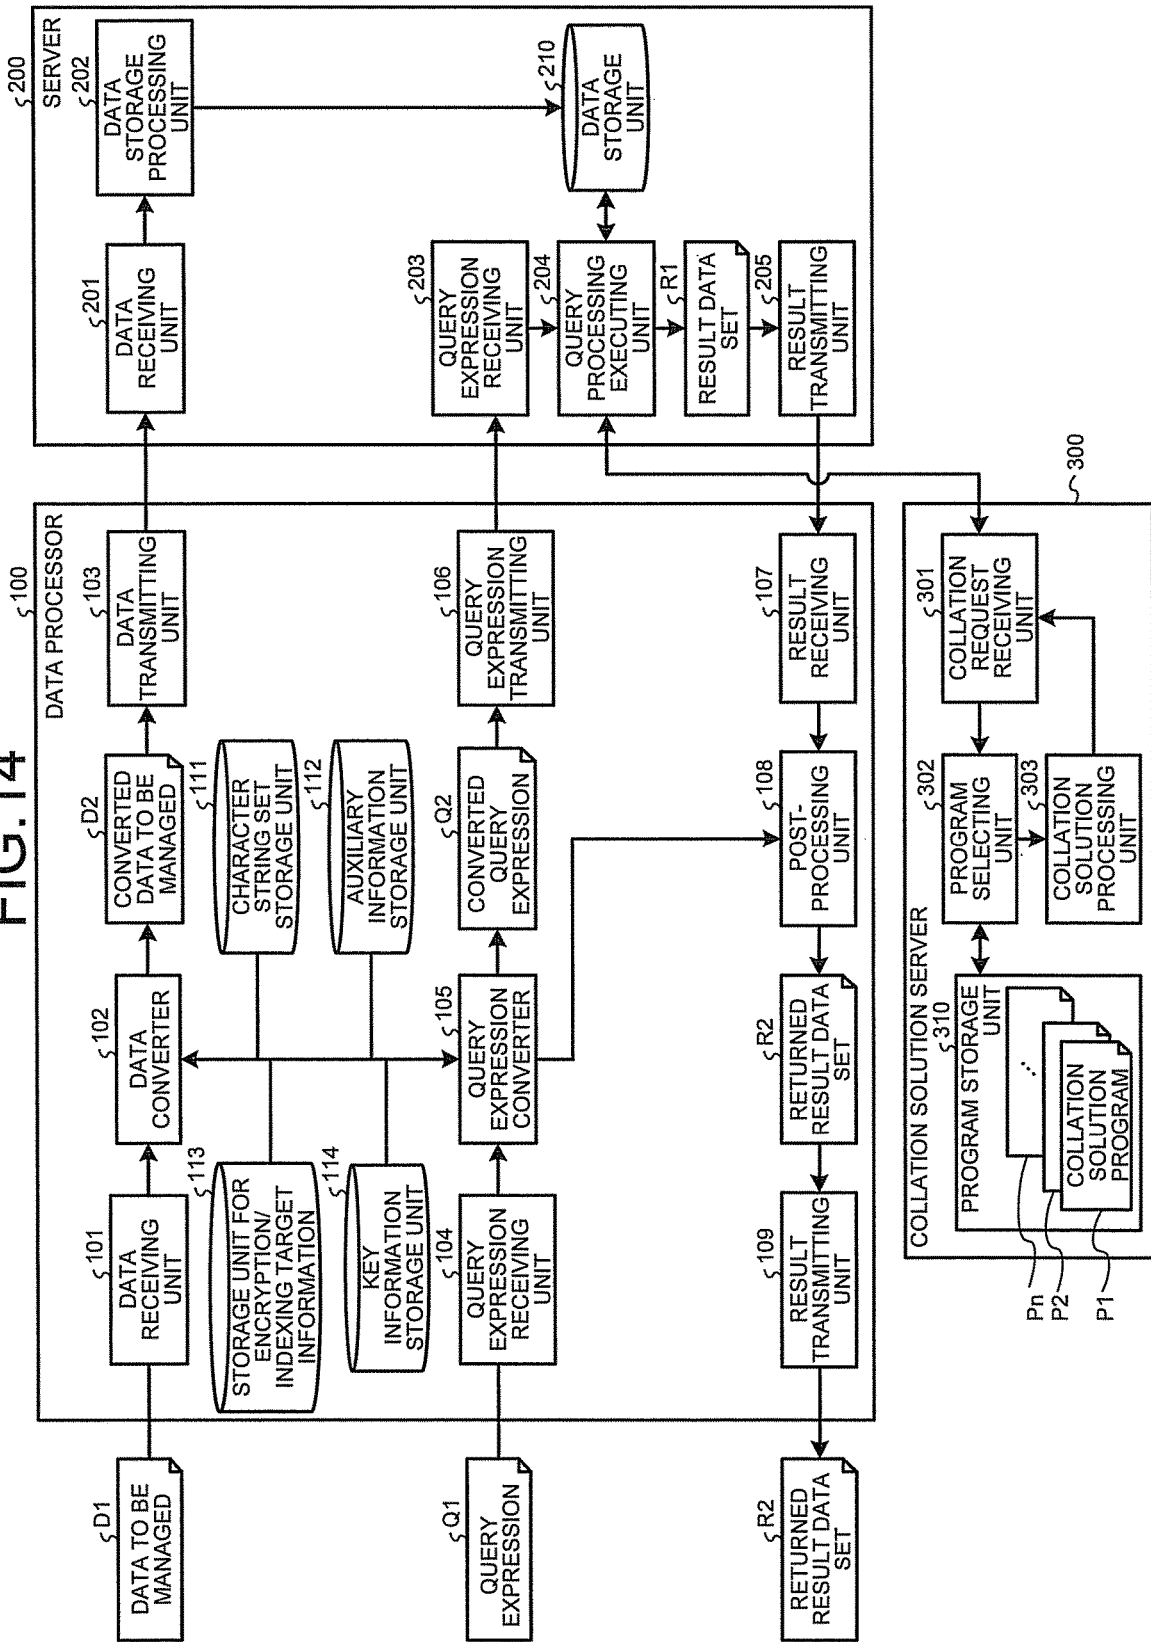 FIG.14
100
DATA PROCESSOR
200
SERVER
D1
DATA TO BE
MANAGED
101
DATA
RECEIVING
UNIT
102
DATA
CONVERTER
D2
CONVERTED
DATA TO BE
MANAGED
103
DATA
TRANSMITTING
UNIT
201
DATA
RECEIVING
UNIT
202
DATA
STORAGE
PROCESSING
UNIT
113
STORAGE UNIT FOR
ENCRYPTION/
INDEXING TARGET
INFORMATION
111
CHARACTER
STRING SET
STORAGE UNIT
114
KEY
INFORMATION
STORAGE UNIT
112
AUXILIARY
INFORMATION
STORAGE UNIT
Q1
QUERY
EXPRESSION
104
QUERY
EXPRESSION
RECEIVING
UNIT
105
QUERY
EXPRESSION
CONVERTER
Q2
CONVERTED
QUERY
EXPRESSION
106
QUERY
EXPRESSION
TRANSMITTING
UNIT
203
QUERY
EXPRESSION
RECEIVING
UNIT
204
QUERY
PROCESSING
EXECUTING
UNIT
210
DATA
STORAGE
UNIT
R1
RESULT DATA
SET
205
RESULT
TRANSMITTING
UNIT
R2
RETURNED
RESULT DATA
SET
109
RESULT
TRANSMITTING
UNIT
R2
RETURNED
RESULT DATA
SET
108
POST-
PROCESSING
UNIT
107
RESULT
RECEIVING
UNIT
300
COLLATION SOLUTION SERVER
310
PROGRAM STORAGE
UNIT
...
COLLATION
SOLUTION
PROGRAM
Pn
P2
P1
302
PROGRAM
SELECTING
UNIT
301
COLLATION
REQUEST
RECEIVING
UNIT
303
COLLATION
SOLUTION
PROCESSING
UNIT